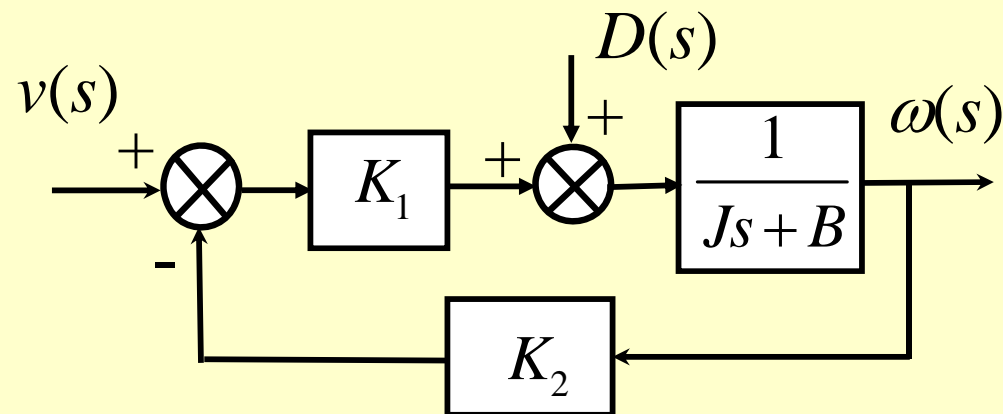 D(s)
v(s)
ω(s)
+
+
+
K₁
1
Js + B
-
K₂